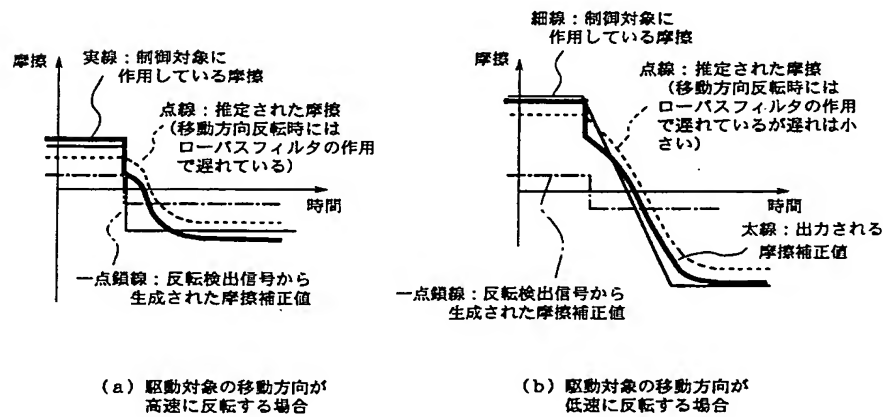 摩擦
実線：制御対象に
作用している摩擦
点線：推定された摩擦
（移動方向反転時には
ローパスフィルタの作用
で遅れている）
時間
一点鎖線：反転検出信号から
生成された摩擦補正値
（a）駆動対象の移動方向が
高速に反転する場合
細線：制御対象に
作用している摩擦
摩擦
点線：推定された摩擦
（移動方向反転時には
ローパスフィルタの作用
で遅れているが遅れは小
さい）
時間
太線：出力される
摩擦補正値
一点鎖線：反転検出信号から
生成された摩擦補正値
（b）駆動対象の移動方向が
低速に反転する場合